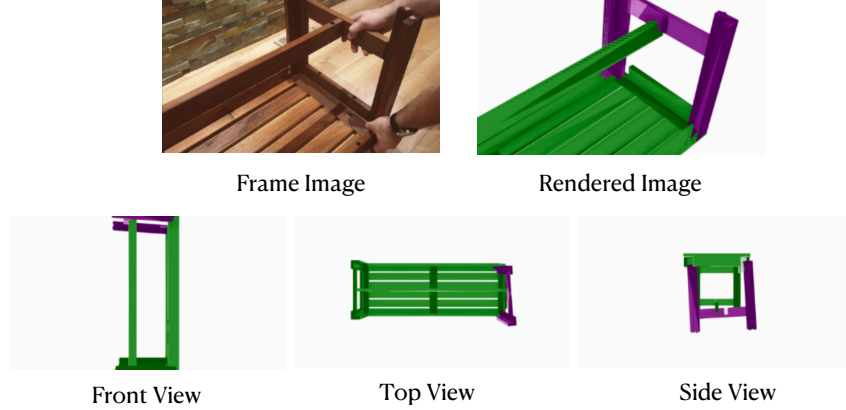 Frame Image
Rendered Image
Front View
Top View
Side View